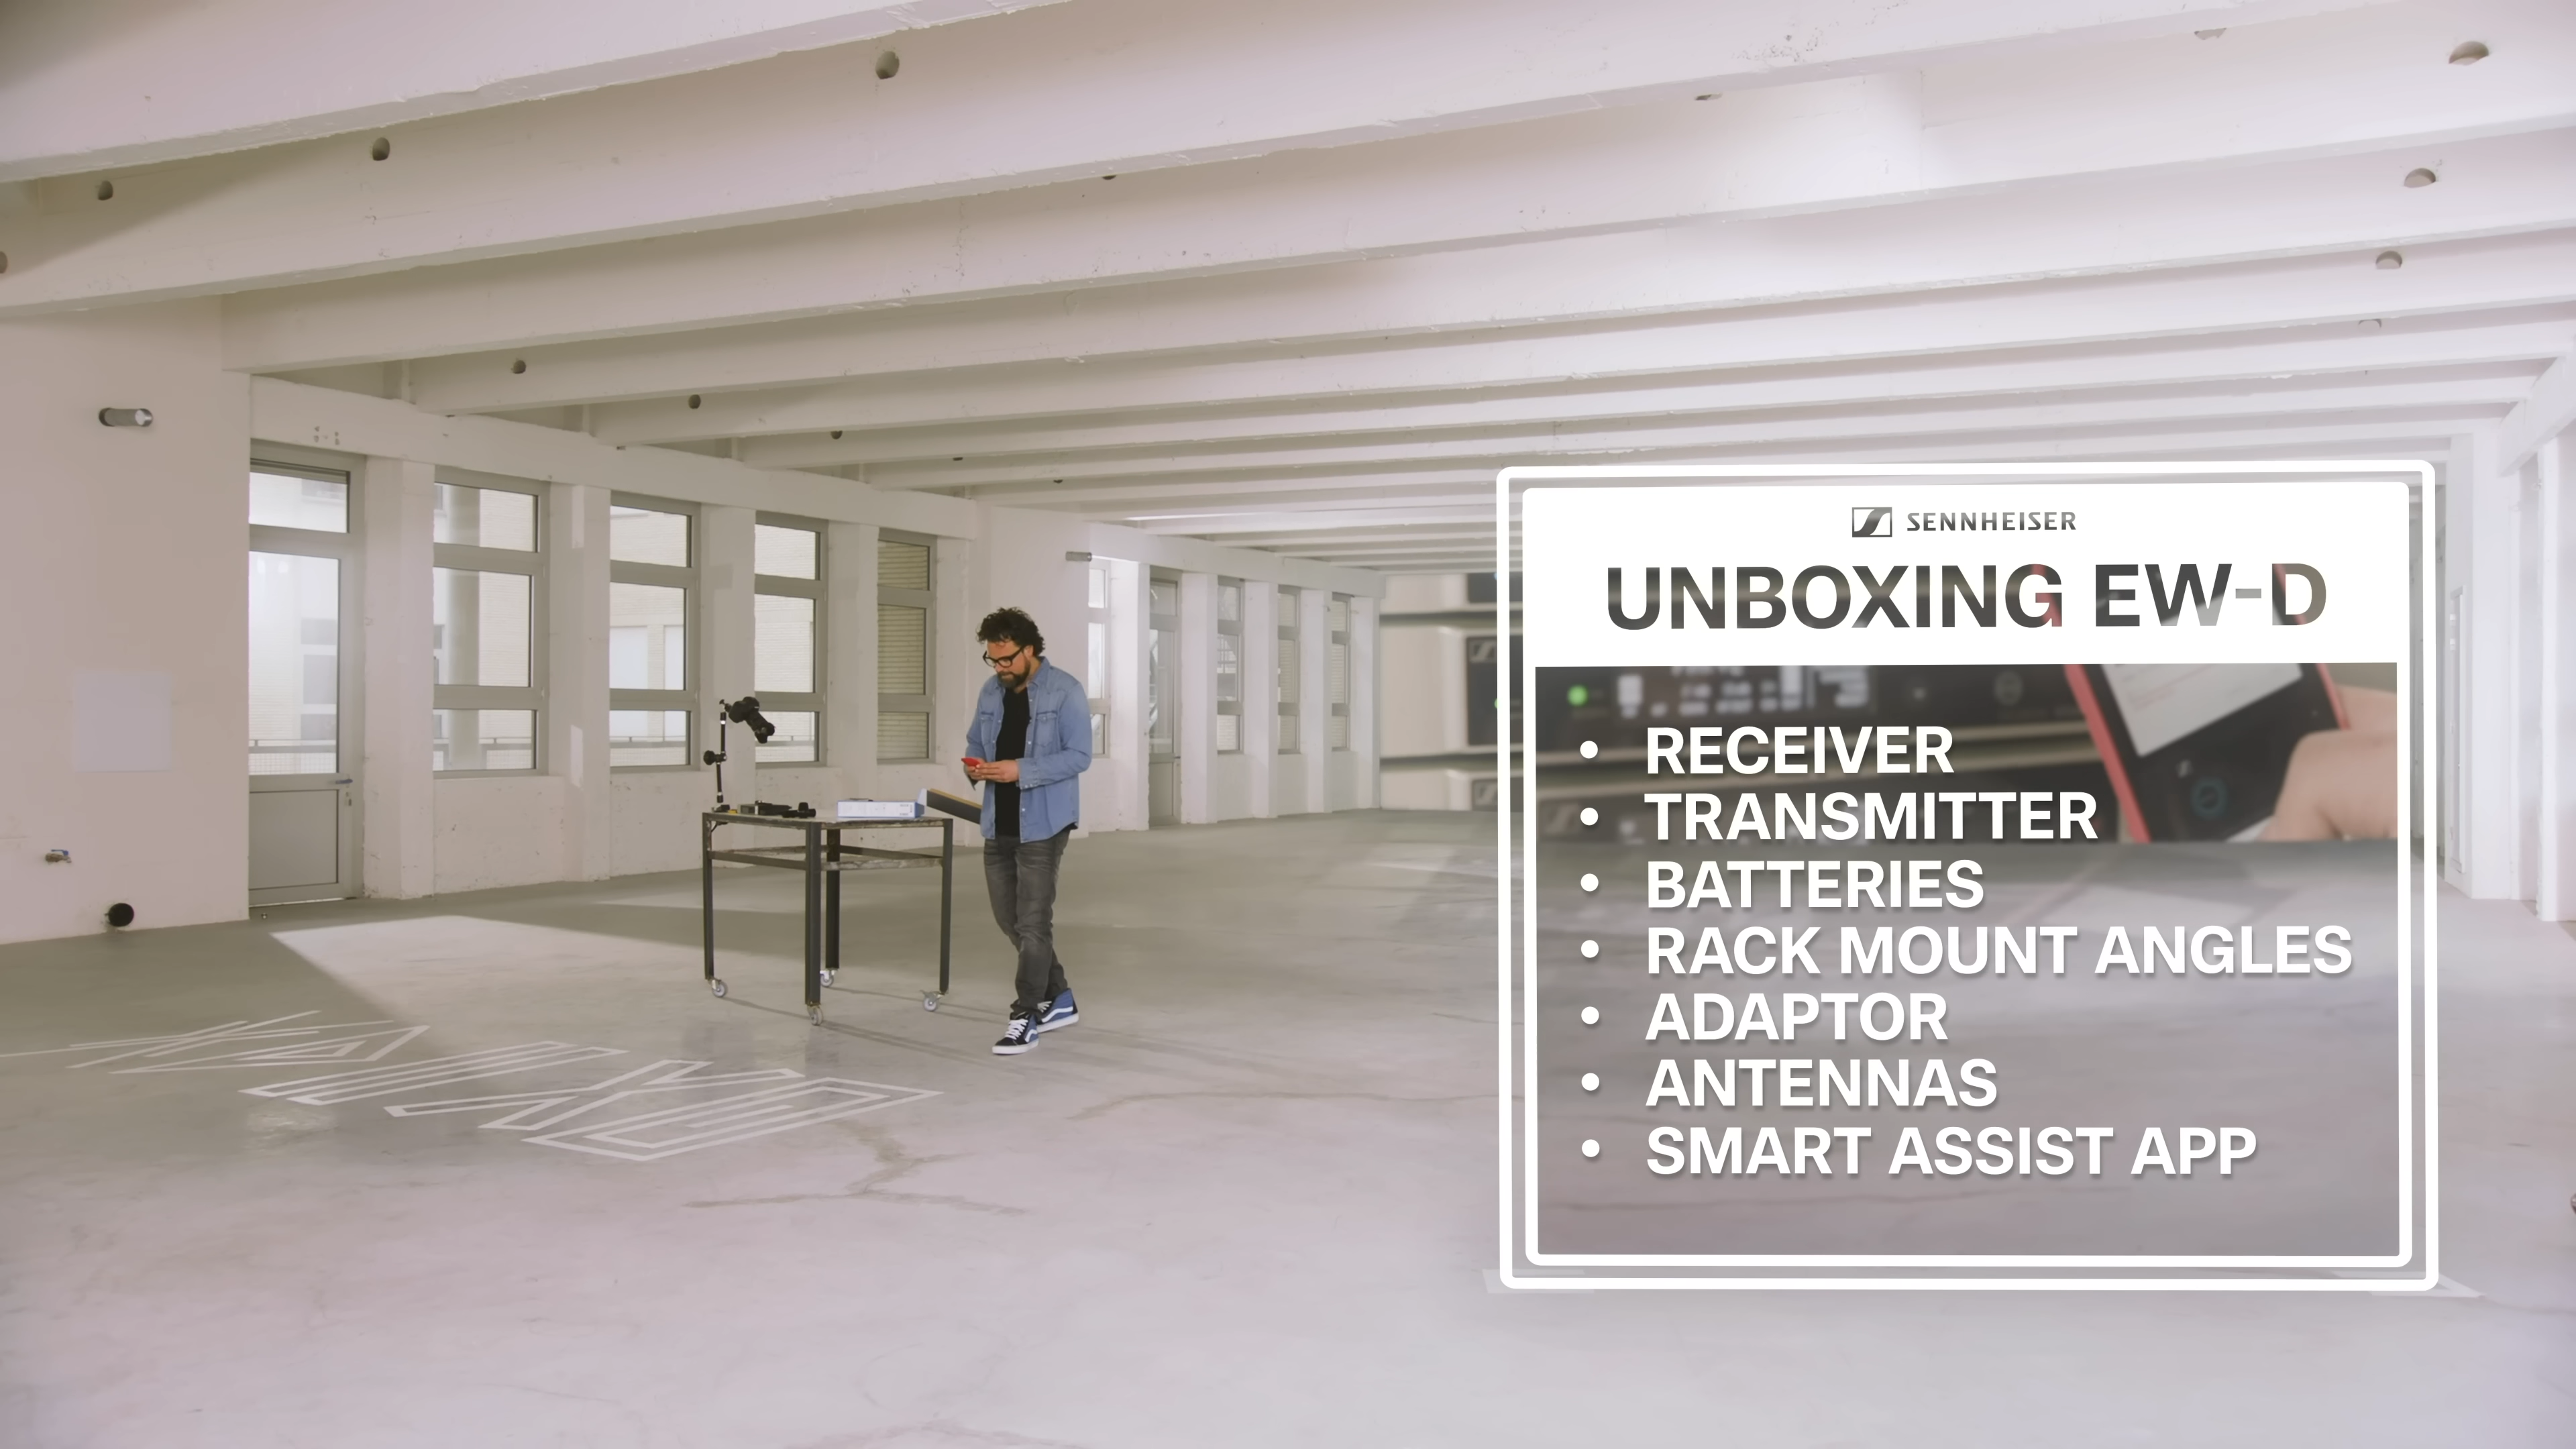 SENNHEISER
UNBOXING EW-D
• RECEIVER
• TRANSMITTER
• BATTERIES
• RACK MOUNT ANGLES
• ADAPTOR
• ANTENNAS
• SMART ASSIST APP